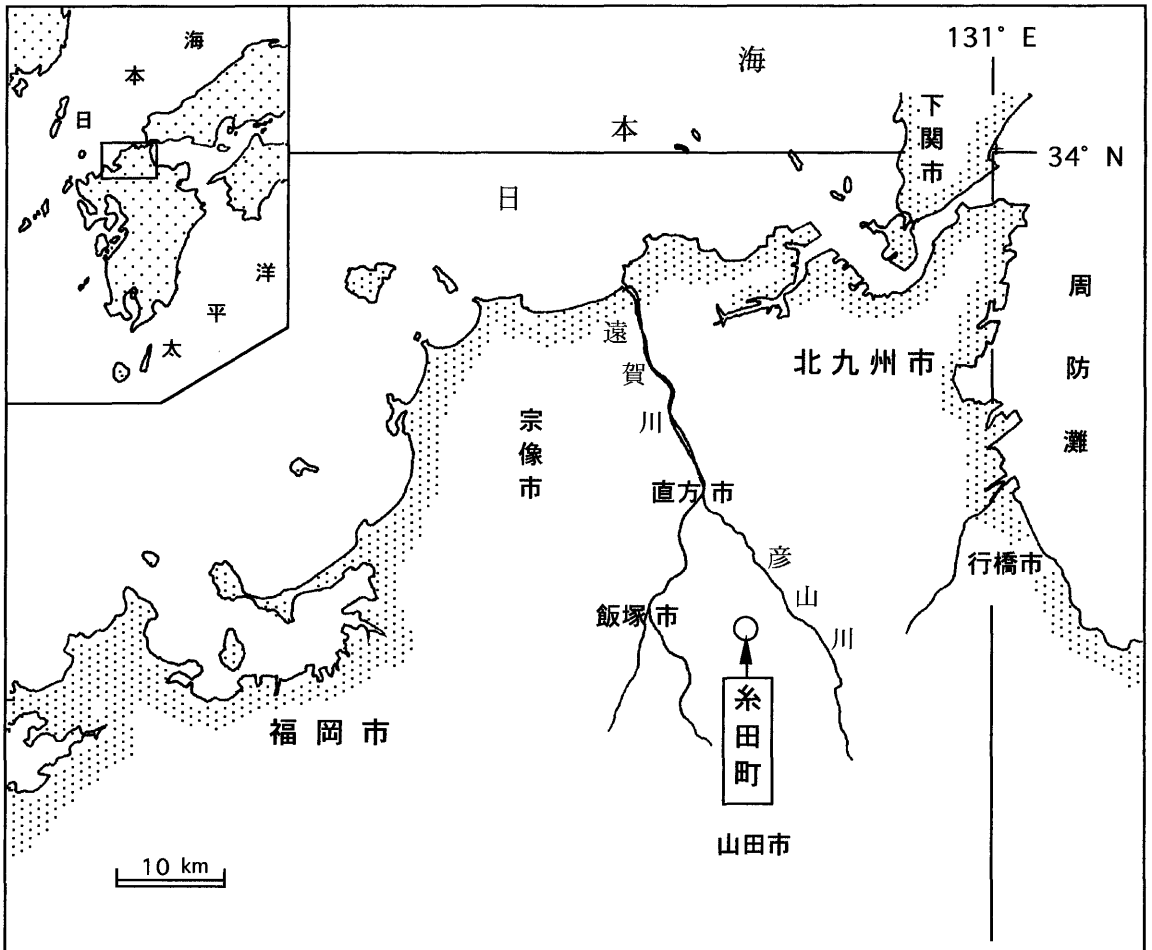 日本海
太平洋
日本海
131° E
34° N
下関市
周防灘
遠賀川
北九州市
宗像市
直方市
彦山川
行橋市
飯塚市
糸田町
福岡市
山田市
10 km